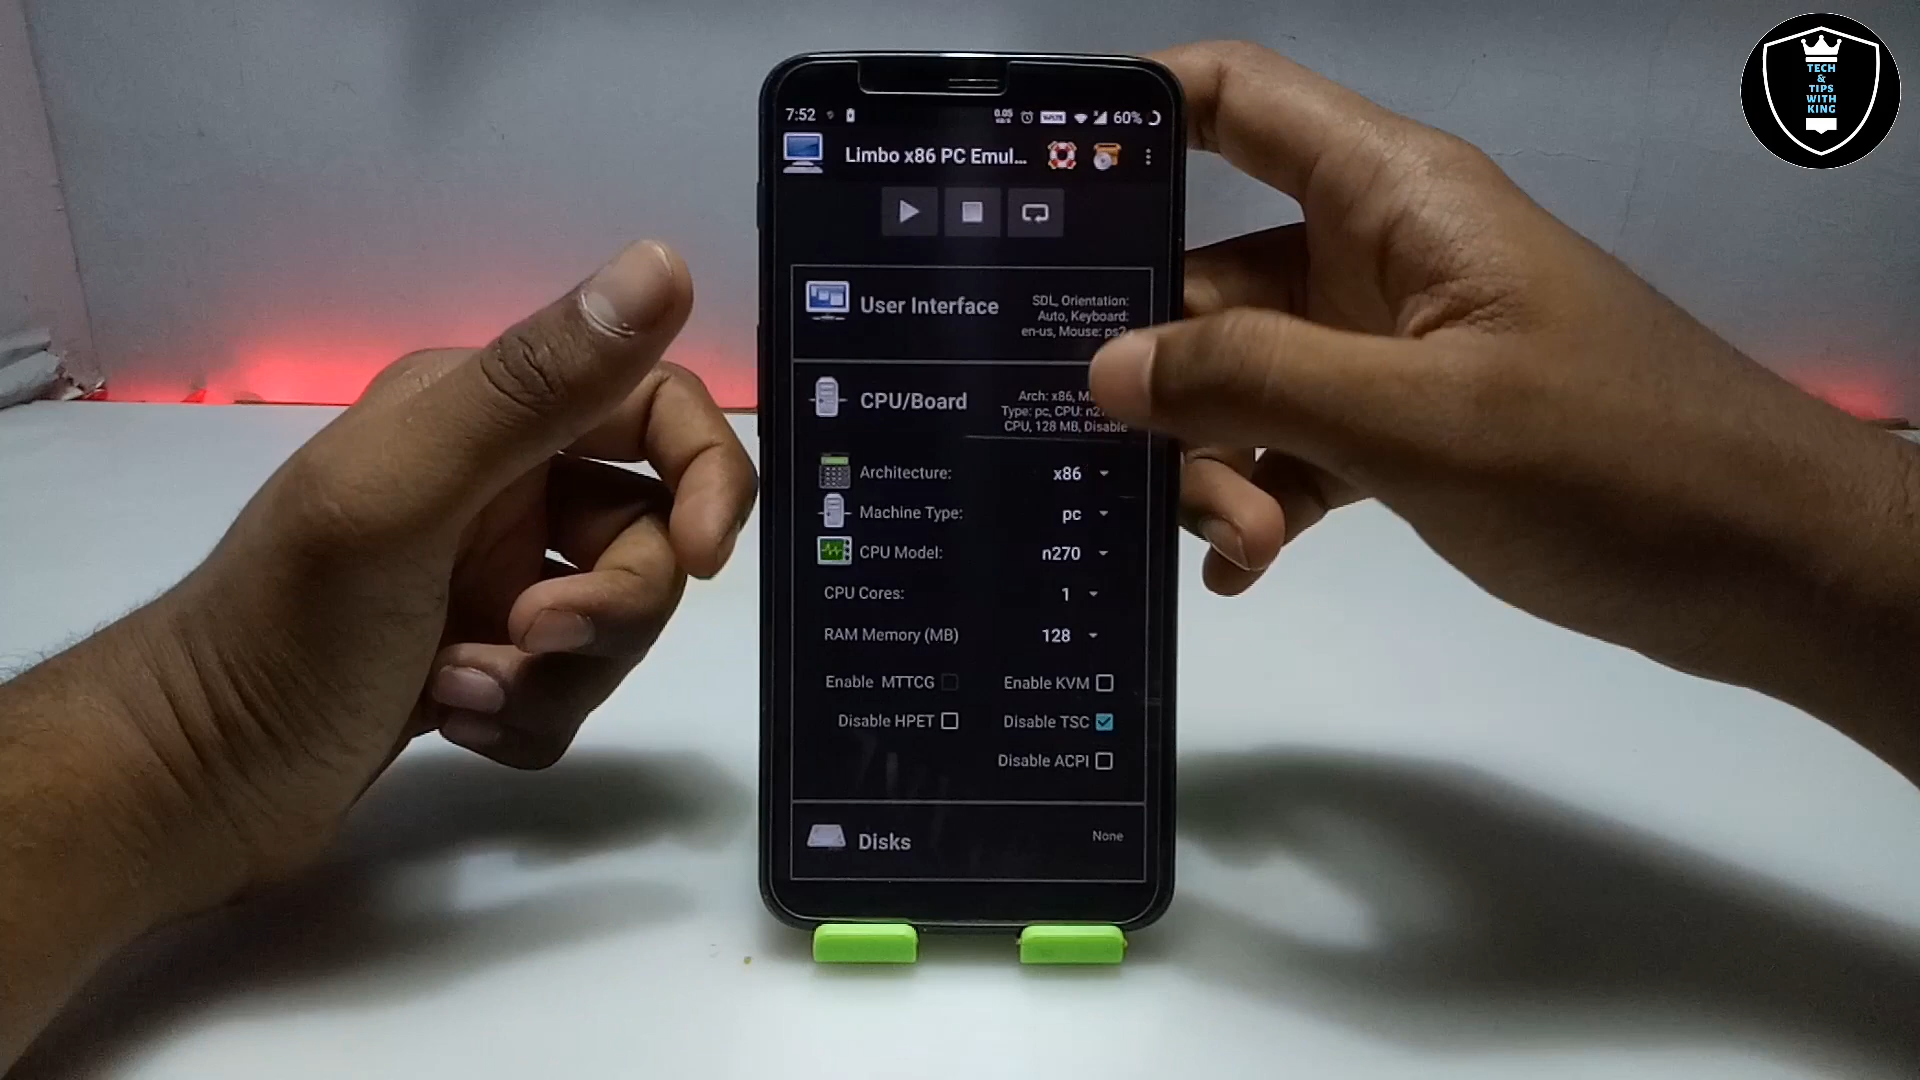 TECH
&
TIPS
WITH
KING
7:52
0.05
60%
Limbo x86 PC Emul...
User Interface
SDL, Orientation:
Auto, Keyboard:
en-us, Mouse: ps2
CPU/Board
Arch: x86,
Type: pc, CPU:
CPU, 128 MB, Disable
Architecture: x86
Machine Type: pc
CPU Model: n270
CPU Cores: 1
RAM Memory (MB) 128
Enable MTTCG Enable KVM
Disable HPET Disable TSC
Disable ACPI
Disks None